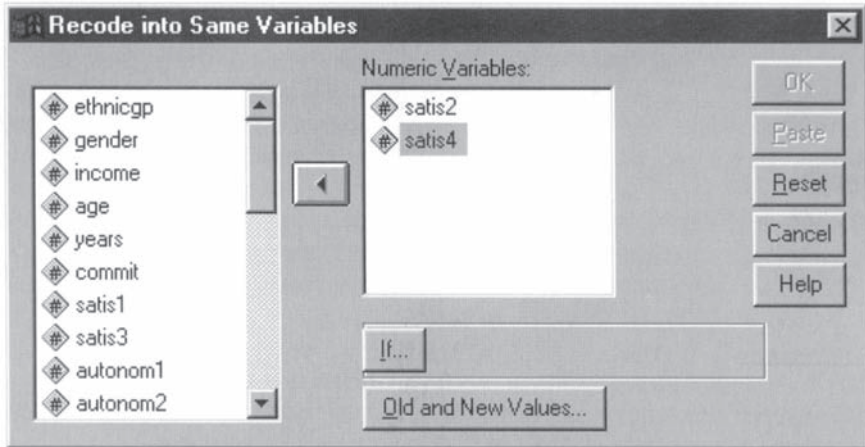 Recode into Same Variables
ethnicgp
gender
income
age
years
commit
satis1
satis3
autonom1
autonom2
Numeric Variables:
satis2
satis4
If...
Old and New Values...
OK
Paste
Reset
Cancel
Help